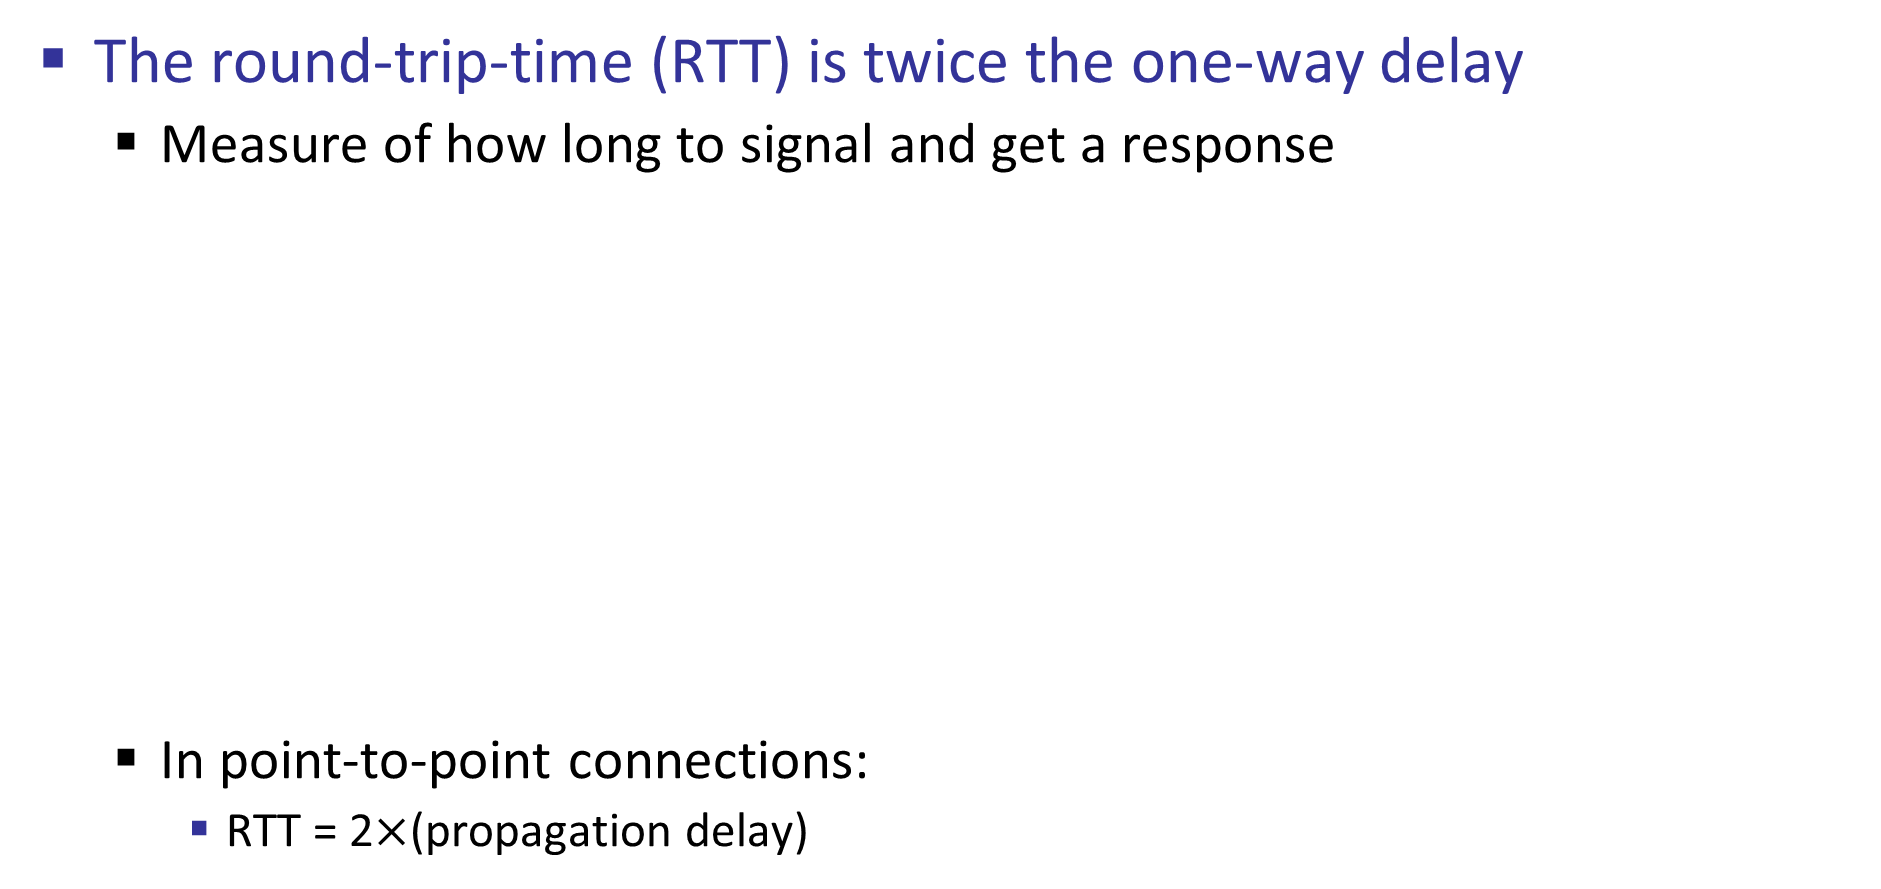 ▪ The round-trip-time (RTT) is twice the one-way delay
▪ Measure of how long to signal and get a response
▪ In point-to-point connections:
▪ RTT = 2×(propagation delay)